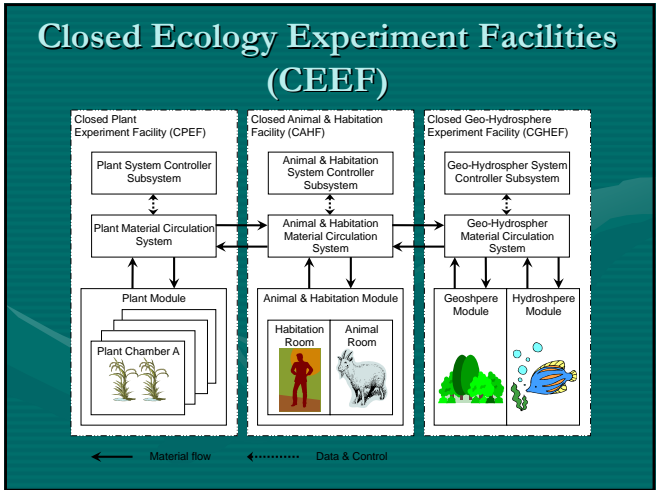 Closed Ecology Experiment Facilities
(CEEF)
Closed Plant
Experiment Facility (CPEF)
Plant System Controller
Subsystem
Plant Material Circulation
System
Plant Module
Plant Chamber A
Closed Animal & Habitation
Facility (CAHF)
Animal & Habitation
System Controller
Subsystem
Animal & Habitation
Material Circulation
System
Animal & Habitation Module
Habitation
Room
Animal
Room
Closed Geo-Hydrosphere
Experiment Facility (CGHEF)
Geo-Hydrospher System
Controller Subsystem
Geo-Hydrospher
Material Circulation
System
Geoshpere
Module
Hydroshpere
Module
Material flow
Data & Control